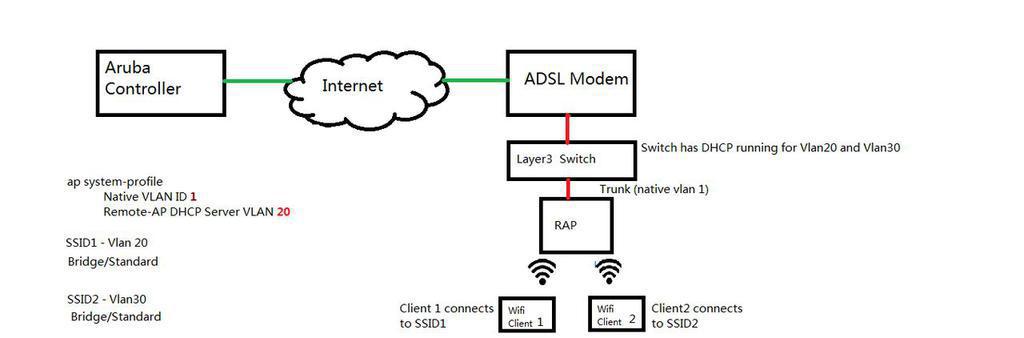 Aruba
Controller
Internet
ADSL Modem
Layer3 Switch
Switch has DHCP running for Vlan20 and Vlan30
Trunk (native vlan 1)
RAP
ap system-profile
Native VLAN ID 1
Remote-AP DHCP Server VLAN 20
SSID1 - Vlan 20
Bridge/Standard
SSID2 - Vlan30
Bridge/Standard
Client 1 connects
to SSID1
Wifi
Client 1
Wifi
Client 2
Client2 connects
to SSID2